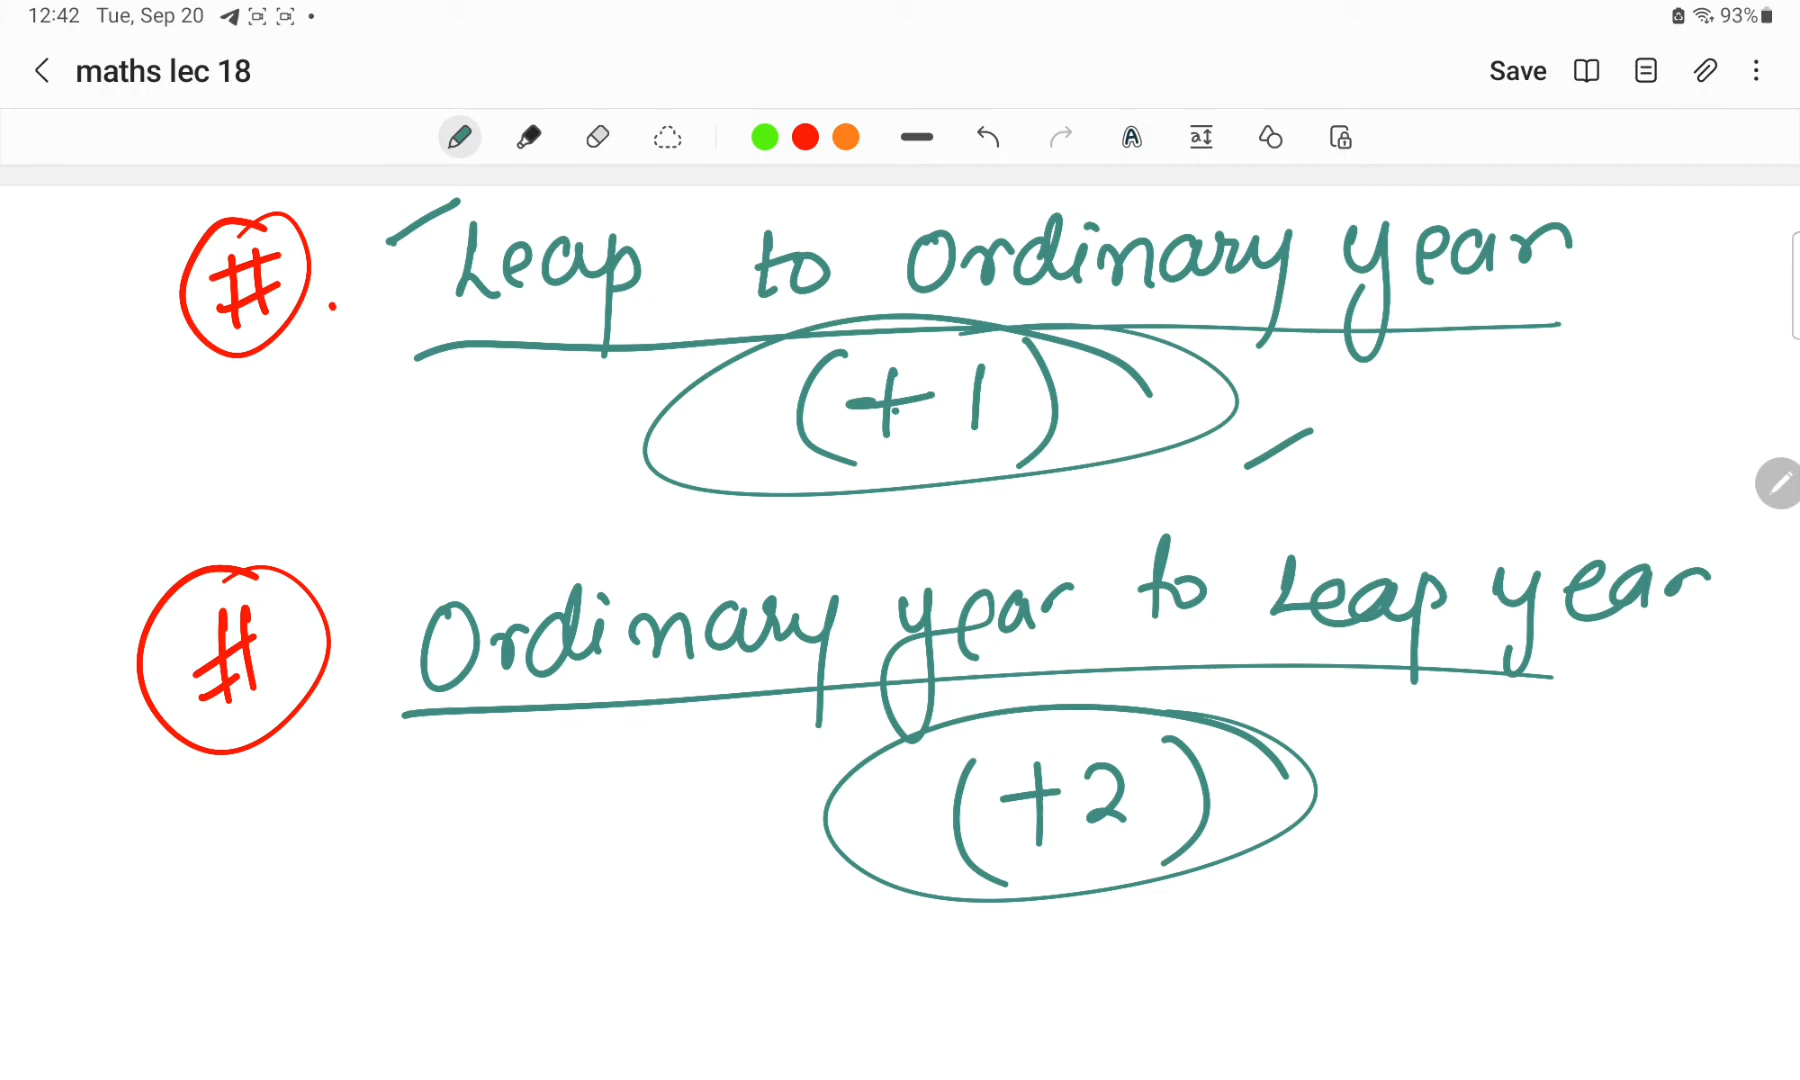 12:42 Tue, Sep 20 93%
maths lec 18 Save
# . Leap to ordinary year
(+1)
# Ordinary year to Leap year
(+2)